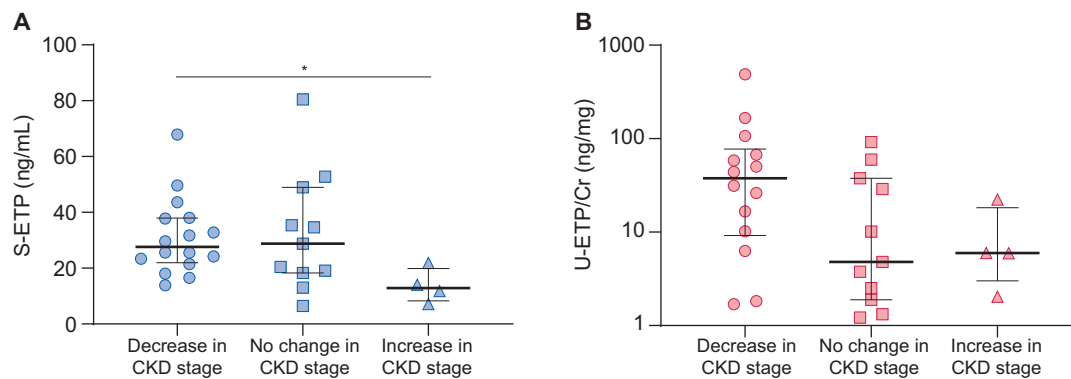 A
S-ETP (ng/mL)
100
80
60
40
20
0
*
Decrease in
CKD stage
No change in
CKD stage
Increase in
CKD stage
B
U-ETP/Cr (ng/mg)
1000
100
10
1
Decrease in
CKD stage
No change in
CKD stage
Increase in
CKD stage